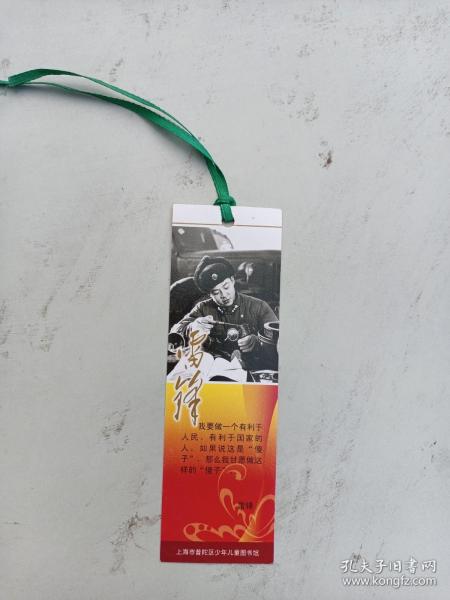 雷锋
我要做一个有利于
人民、有利于国家的
人。如果说这是“傻
子”，那么我甘愿做这
样的“傻子”
雷锋
上海市普陀区少年儿童图书馆
孔夫子旧书网
www.kongfz.com